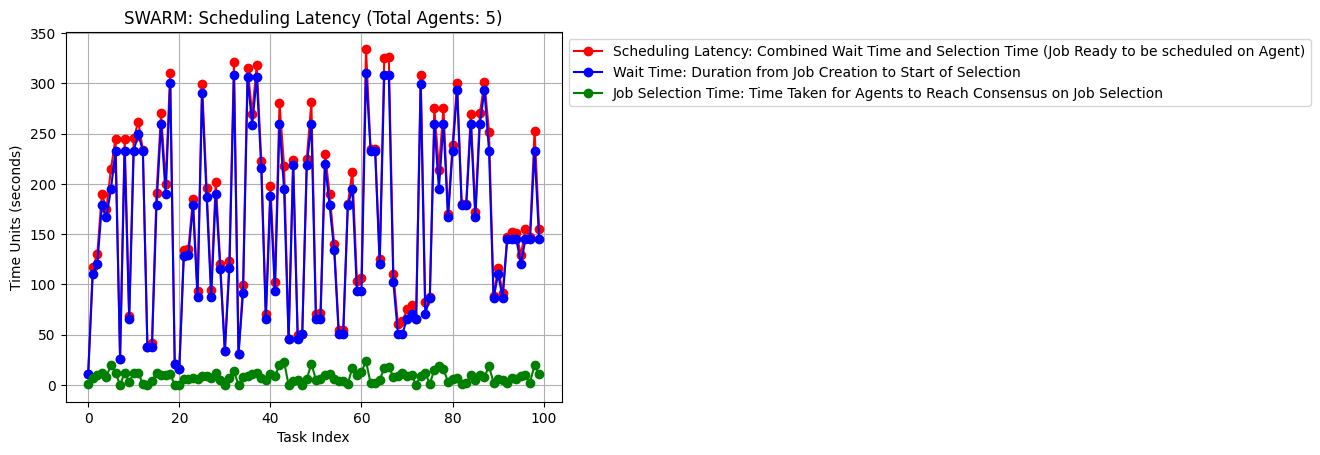 SWARM: Scheduling Latency (Total Agents: 5)
Scheduling Latency: Combined Wait Time and Selection Time (Job Ready to be scheduled on Agent)
Wait Time: Duration from Job Creation to Start of Selection
Job Selection Time: Time Taken for Agents to Reach Consensus on Job Selection
Time Units (seconds)
350
300
250
200
150
100
50
0
0 20 40 60 80 100
Task Index